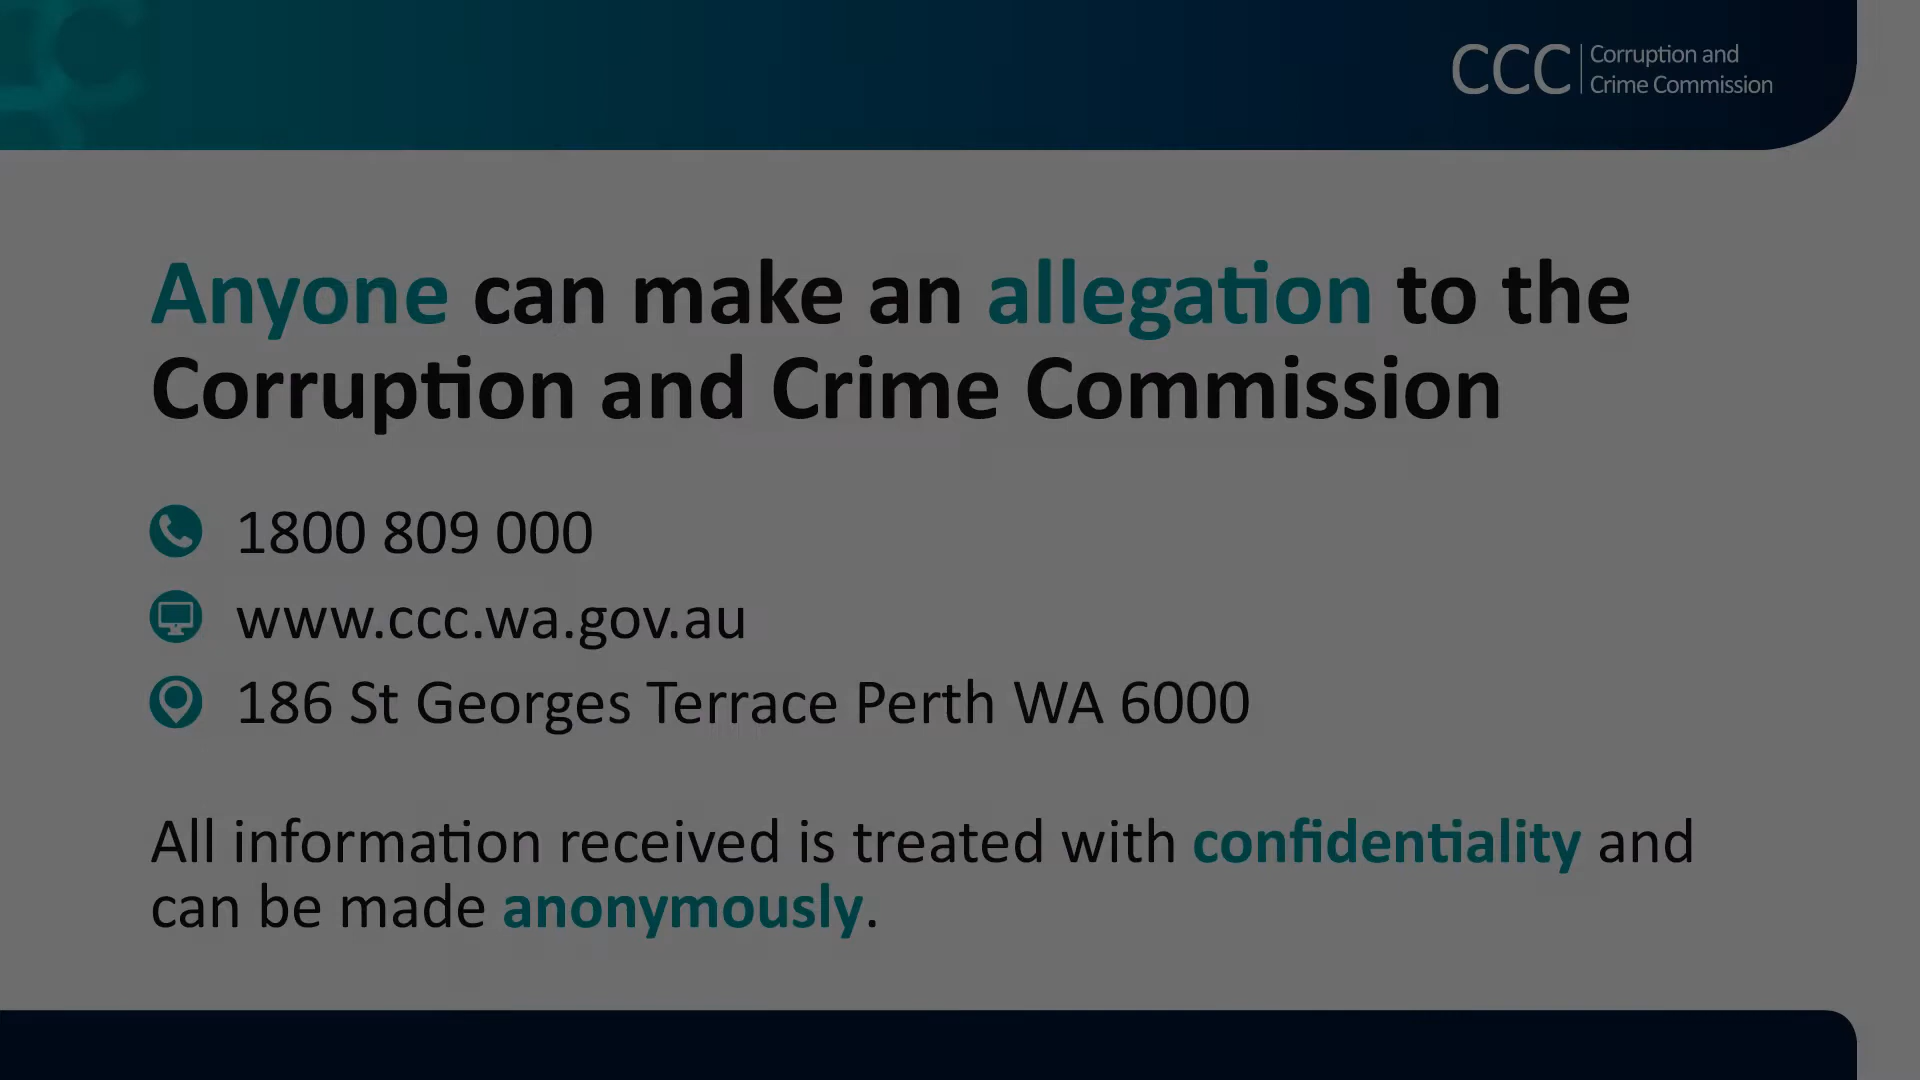 CCC
Corruption and
Crime Commission
Anyone can make an allegation to the
Corruption and Crime Commission
1800 809 000
www.ccc.wa.gov.au
186 St Georges Terrace Perth WA 6000
All information received is treated with confidentiality and
can be made anonymously.